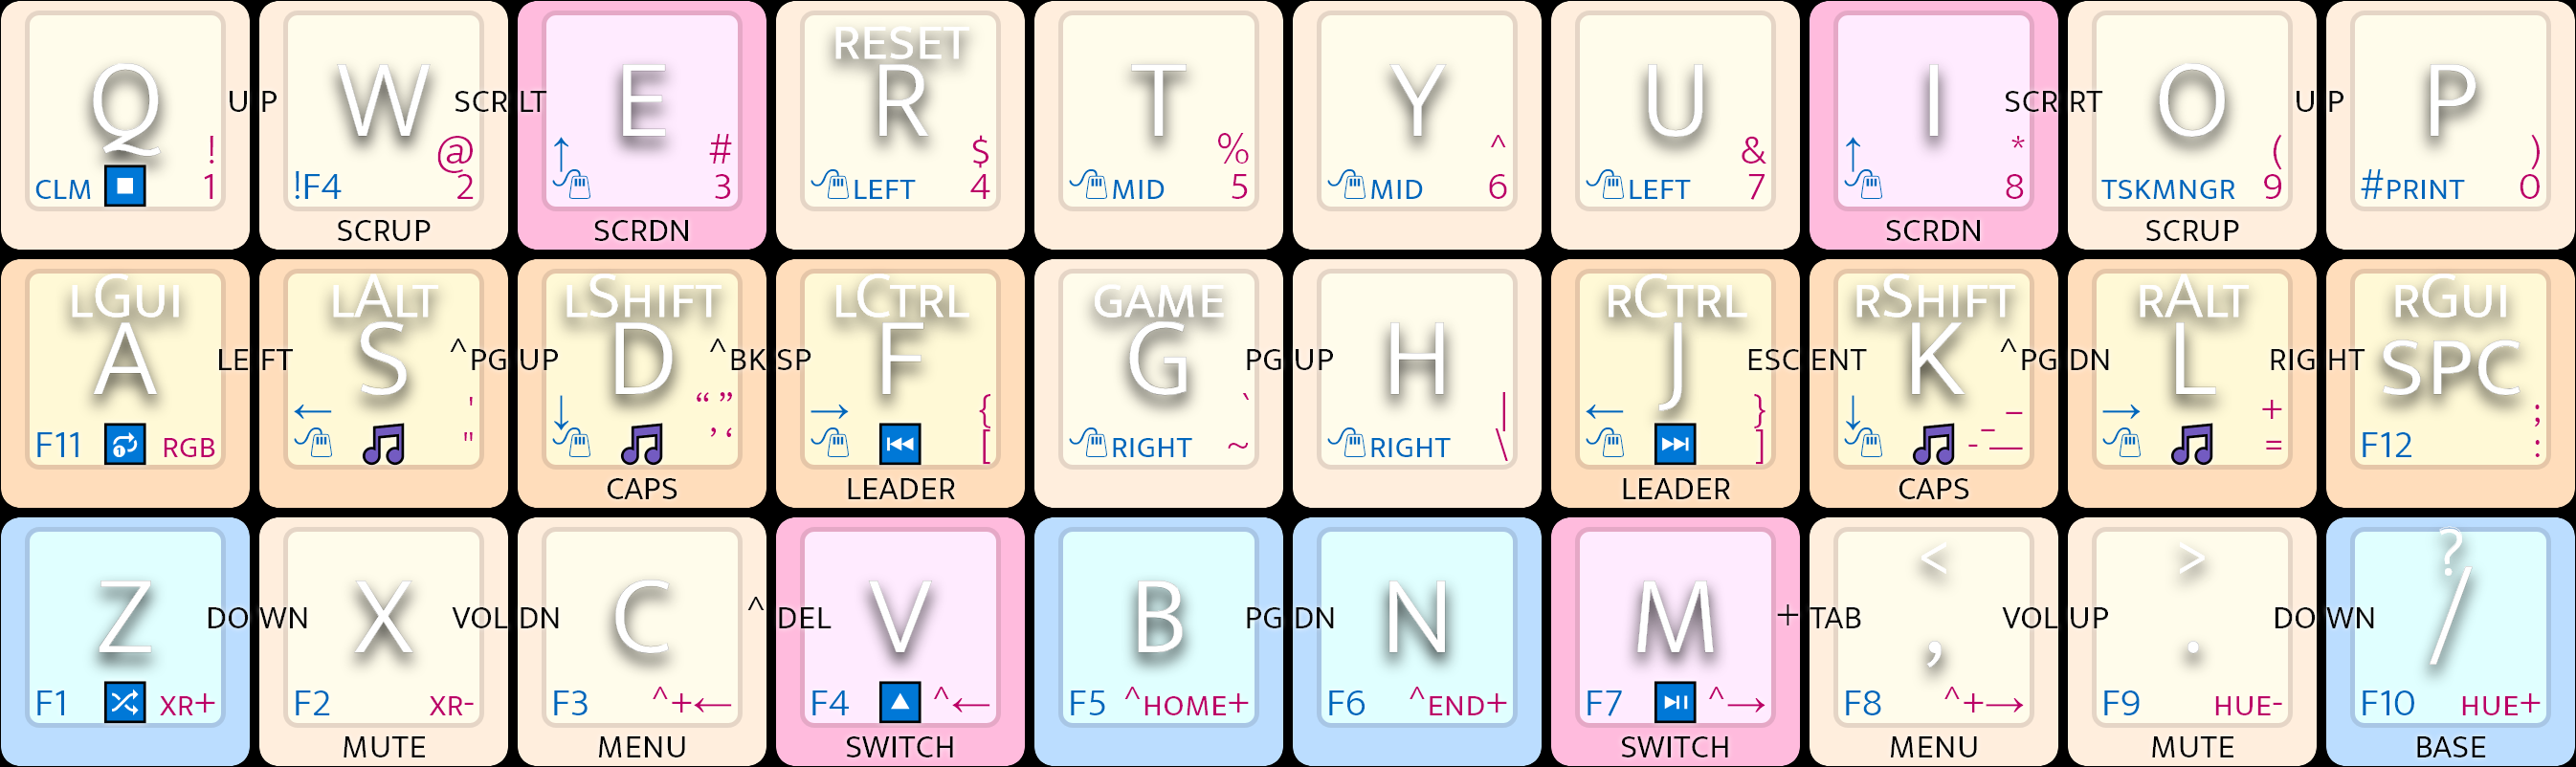 RESET
Q UP W SCRLT E R T Y U I SCRRT O UP P
! @ ↑ # $ % ^ & ↑ * ( )
CLM 1 !F4 2 3 LEFT 4 MID 5 MID 6 LEFT 7 8 TSKMNGR 9 #PRINT 0
SCRUP SCRDN SCRDN SCRUP
LGUI LALT LSHIFT LCTRL GAME RCTRL RSHIFT RALT RGUI
A LEFT S ^PGUP D ^BKSP F G PGUP H J ESC ENT K ^PGDN L RIGHT SPC
← ' ↓ “ ” → { ` | ← } ↓ – → + ;
F11 RGB " ’ ‘ [ RIGHT ~ RIGHT \ ] - _ — = F12 :
CAPS LEADER LEADER CAPS
< > ?
Z DOWN X VOLDN C ^DEL V B PGDN N M +TAB , VOLUP . DOWN /
F1 XR+ F2 XR- F3 ^+← F4 ^← F5 ^HOME+ F6 ^END+ F7 ^→ F8 ^+→ F9 HUE- F10 HUE+
MUTE MENU SWITCH SWITCH MENU MUTE BASE